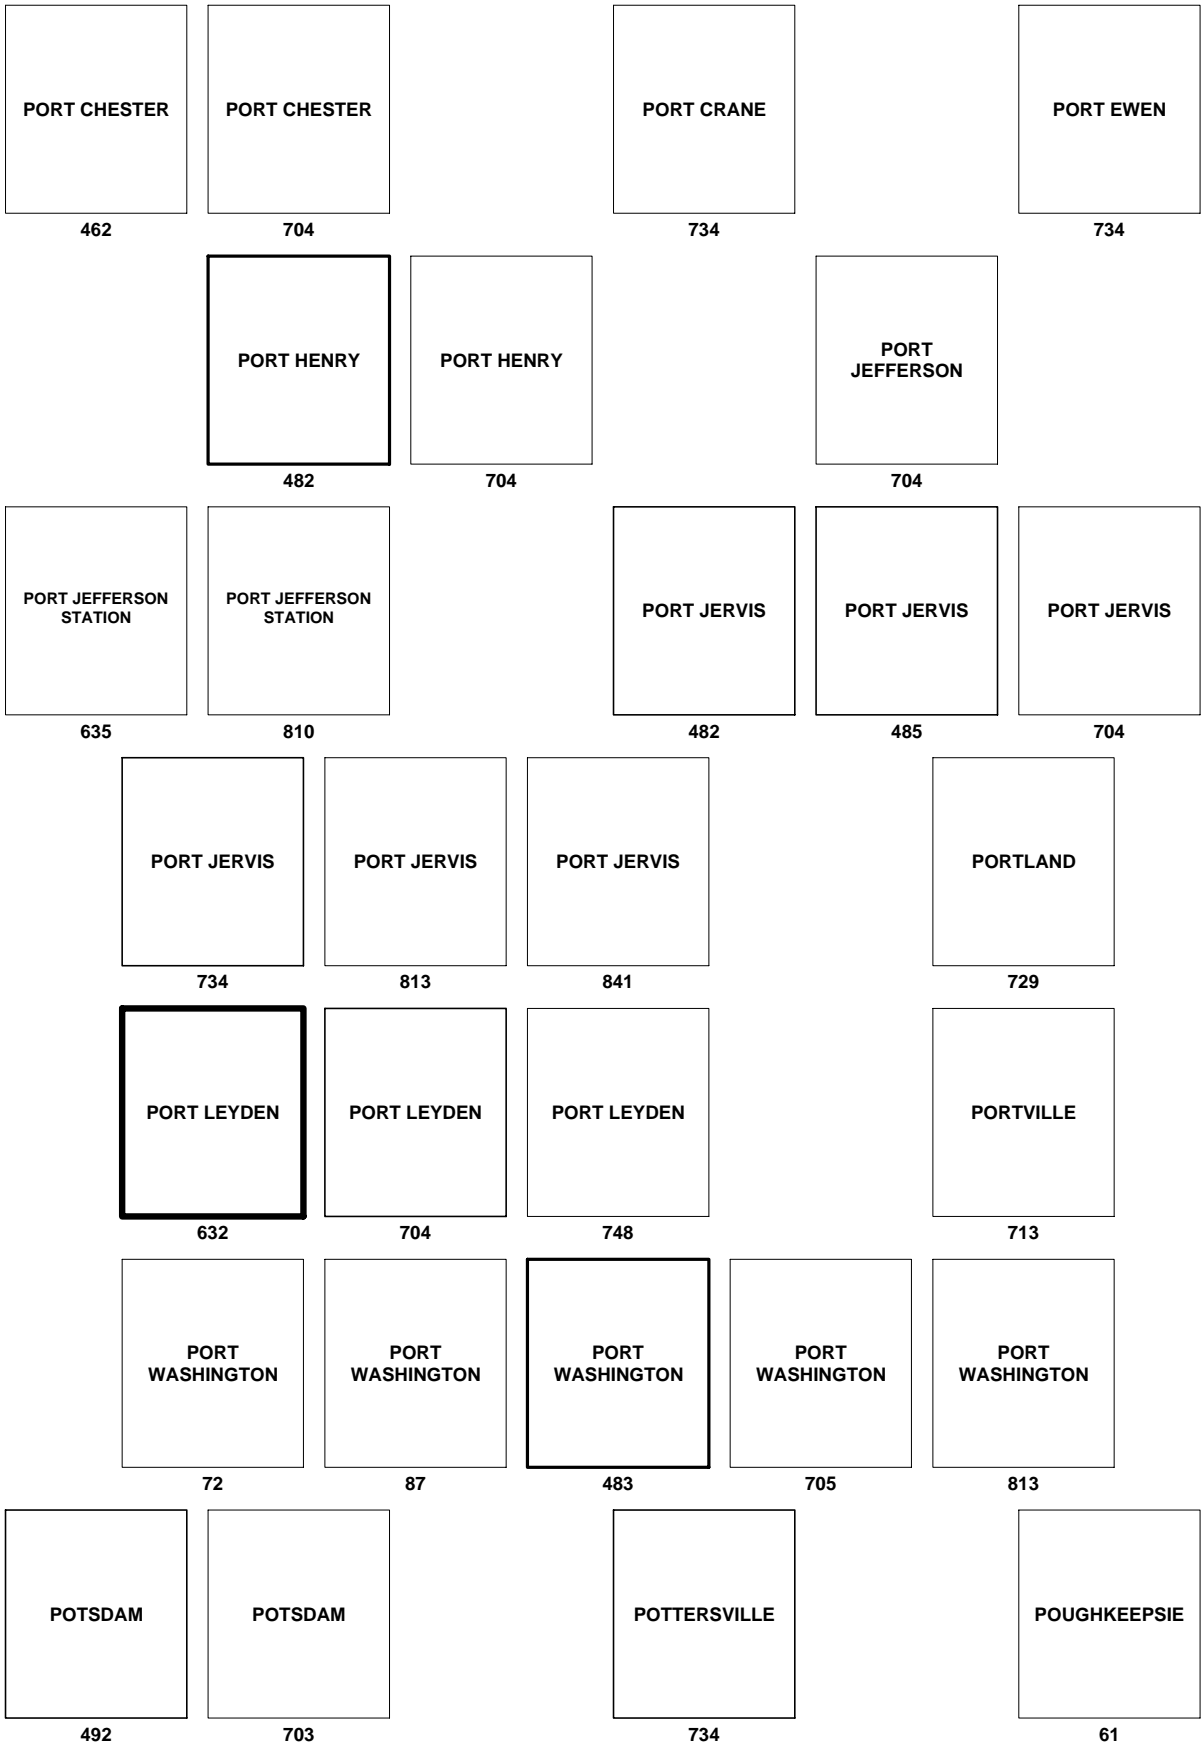 PORT CHESTER
PORT CHESTER
PORT CRANE
PORT EWEN
462
704
734
734
PORT HENRY
PORT HENRY
PORT
JEFFERSON
482
704
704
PORT JEFFERSON
STATION
PORT JEFFERSON
STATION
PORT JERVIS
PORT JERVIS
PORT JERVIS
635
810
482
485
704
PORT JERVIS
PORT JERVIS
PORT JERVIS
PORTLAND
734
813
841
729
PORT LEYDEN
PORT LEYDEN
PORT LEYDEN
PORTVILLE
632
704
748
713
PORT
WASHINGTON
PORT
WASHINGTON
PORT
WASHINGTON
PORT
WASHINGTON
PORT
WASHINGTON
72
87
483
705
813
POTSDAM
POTSDAM
POTTERSVILLE
POUGHKEEPSIE
492
703
734
61